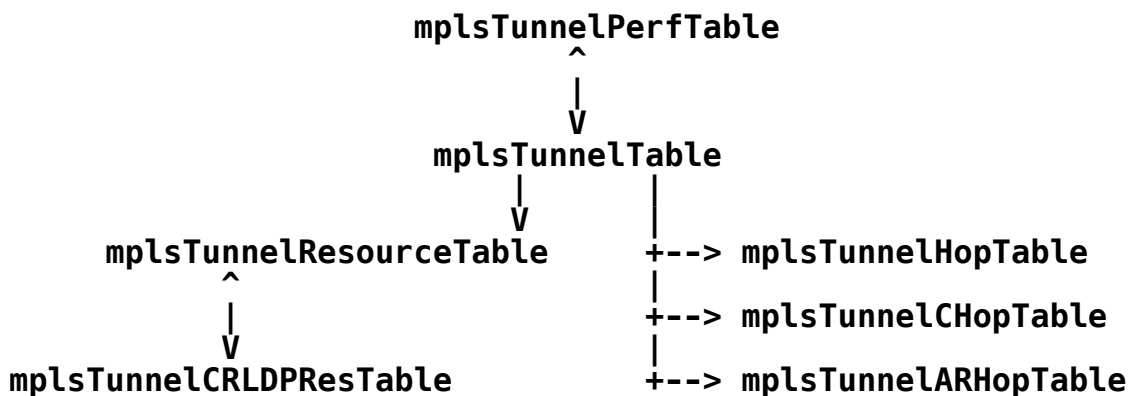 mplsTunnelPerfTable
^
|
V
mplsTunnelTable
| |
V |
mplsTunnelResourceTable +--> mplsTunnelHopTable
^ |
| +--> mplsTunnelCHopTable
V |
mplsTunnelCRLDPResTable +--> mplsTunnelARHopTable